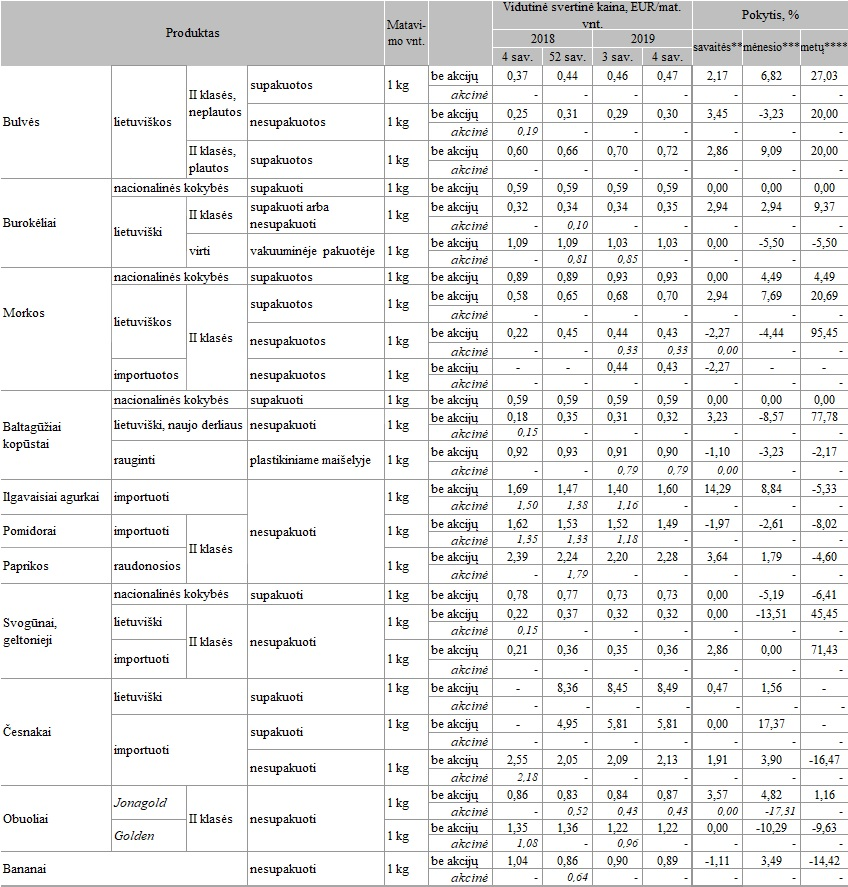 Produktas Matavi- Vidutinė svertinė kaina, EUR/mat. Pokytis, %
mo vnt. vnt.
2018 2019 savaitės** mėnesio*** metų****
4 sav. 52 sav. 3 sav. 4 sav.
Bulvės lietuviškos II klasės, neplautos supakuotos 1 kg be akcijų 0,37 0,44 0,46 0,47 2,17 6,82 27,03
akcinė - - - - - - -
nesupakuotos 1 kg be akcijų 0,25 0,31 0,29 0,30 3,45 -3,23 20,00
akcinė 0,19 - - - - - -
II klasės, plautos supakuotos 1 kg be akcijų 0,60 0,66 0,70 0,72 2,86 9,09 20,00
akcinė - - - - - - -
Burokėliai nacionalinės kokybės supakuoti 1 kg be akcijų 0,59 0,59 0,59 0,59 0,00 0,00 0,00
lietuviški II klasės supakuoti arba nesupakuoti 1 kg be akcijų 0,32 0,34 0,34 0,35 2,94 2,94 9,37
akcinė - 0,10 - - - - -
virti vakuuminėje pakuotėje 1 kg be akcijų 1,09 1,09 1,03 1,03 0,00 -5,50 -5,50
akcinė - 0,81 0,85 - - - -
Morkos nacionalinės kokybės supakuotos 1 kg be akcijų 0,89 0,89 0,93 0,93 0,00 4,49 4,49
lietuviškos II klasės supakuotos 1 kg be akcijų 0,58 0,65 0,68 0,70 2,94 7,69 20,69
akcinė - - - - - - -
nesupakuotos 1 kg be akcijų 0,22 0,45 0,44 0,43 -2,27 -4,44 95,45
akcinė - - 0,33 0,33 0,00 - -
importuotos nesupakuotos 1 kg be akcijų - - 0,44 0,43 -2,27 - -
akcinė - - - - - - -
Baltagūžiai kopūstai nacionalinės kokybės supakuoti 1 kg be akcijų 0,59 0,59 0,59 0,59 0,00 0,00 0,00
lietuviški, naujo derliaus nesupakuoti 1 kg be akcijų 0,18 0,35 0,31 0,32 3,23 -8,57 77,78
akcinė 0,15 - - - - - -
rauginti plastikiniame maišelyje 1 kg be akcijų 0,92 0,93 0,91 0,90 -1,10 -3,23 -2,17
akcinė - - 0,79 0,79 0,00 - -
Ilgavaisiai agurkai importuoti nesupakuoti 1 kg be akcijų 1,69 1,47 1,40 1,60 14,29 8,84 -5,33
akcinė 1,50 1,38 1,16 - - - -
Pomidorai importuoti II klasės 1 kg be akcijų 1,62 1,53 1,52 1,49 -1,97 -2,61 -8,02
akcinė 1,35 1,33 1,18 - - - -
Paprikos raudonosios 1 kg be akcijų 2,39 2,24 2,20 2,28 3,64 1,79 -4,60
akcinė - 1,79 - - - - -
Svogūnai, geltonieji nacionalinės kokybės supakuoti 1 kg be akcijų 0,78 0,77 0,73 0,73 0,00 -5,19 -6,41
lietuviški II klasės nesupakuoti 1 kg be akcijų 0,22 0,37 0,32 0,32 0,00 -13,51 45,45
akcinė 0,15 - - - - - -
importuoti 1 kg be akcijų 0,21 0,36 0,35 0,36 2,86 0,00 71,43
akcinė - - - - - - -
Česnakai lietuviški supakuoti 1 kg be akcijų - 8,36 8,45 8,49 0,47 1,56 -
akcinė - - - - - - -
importuoti supakuoti 1 kg be akcijų - 4,95 5,81 5,81 0,00 17,37 -
akcinė - - - - - - -
nesupakuoti 1 kg be akcijų 2,55 2,05 2,09 2,13 1,91 3,90 -16,47
akcinė 2,18 - - - - - -
Obuoliai Jonagold II klasės nesupakuoti 1 kg be akcijų 0,86 0,83 0,84 0,87 3,57 4,82 1,16
akcinė - 0,52 0,43 0,43 0,00 -17,31 -
Golden 1 kg be akcijų 1,35 1,36 1,22 1,22 0,00 -10,29 -9,63
akcinė 1,08 - 0,96 - - - -
Bananai nesupakuoti 1 kg be akcijų 1,04 0,86 0,90 0,89 -1,11 3,49 -14,42
akcinė - 0,64 - - - - -